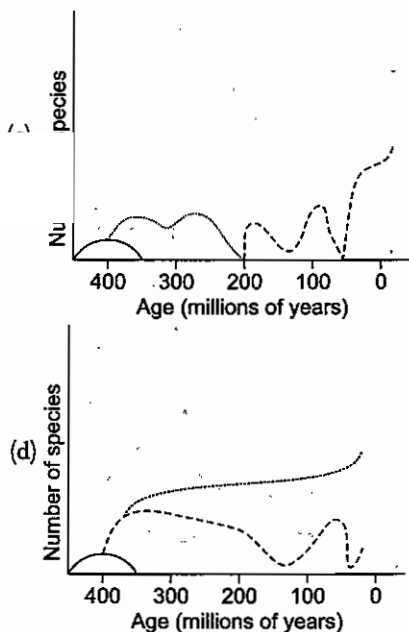 Nu pecies
400 300 200 100 0
Age (millions of years)
(d)
Number of species
400 300 200 100 0
Age (millions of years)